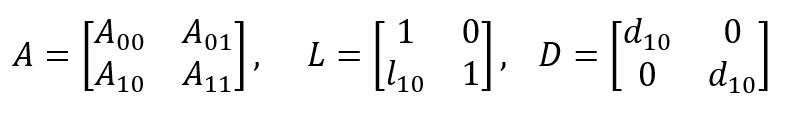 A = [A₀₀ A₀₁; A₁₀ A₁₁], L = [1 0; l₁₀ 1], D = [d₁₀ 0; 0 d₁₀]